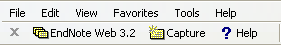 File Edit View Favorites Tools Help
EndNote Web 3.2 Capture Help